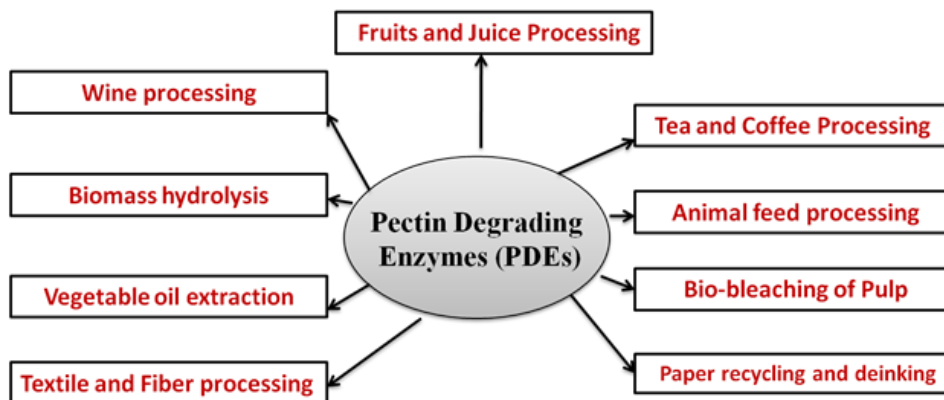 Fruits and Juice Processing
Wine processing
Tea and Coffee Processing
Biomass hydrolysis
Animal feed processing
Pectin Degrading
Enzymes (PDEs)
Vegetable oil extraction
Bio-bleaching of Pulp
Textile and Fiber processing
Paper recycling and deinking